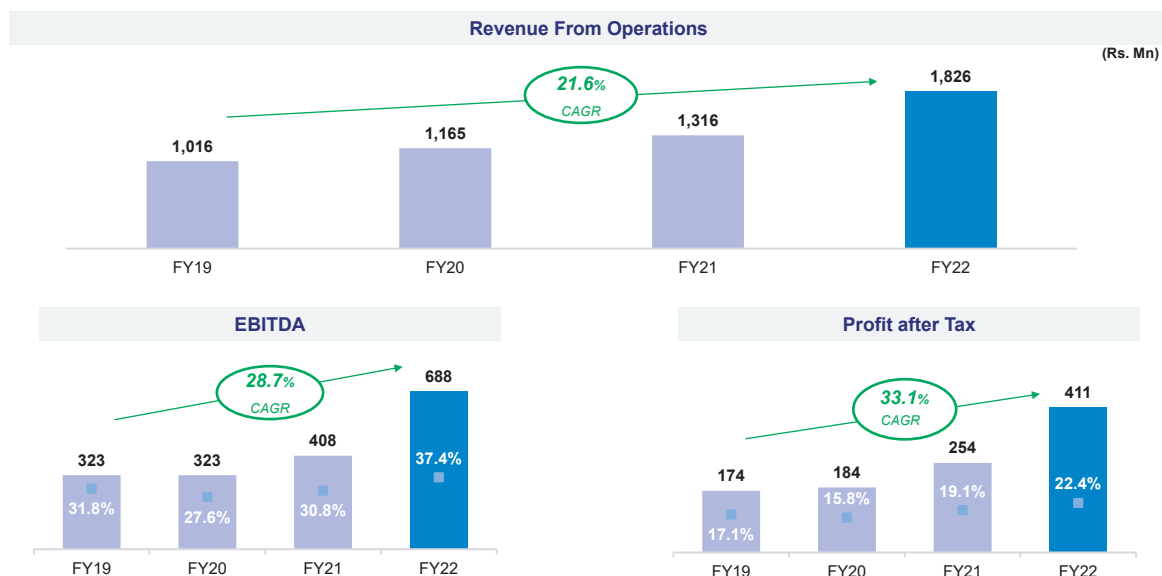 Revenue From Operations
(Rs. Mn)
21.6%
CAGR
1,016
1,165
1,316
1,826
FY19
FY20
FY21
FY22
EBITDA
28.7%
CAGR
323
323
408
688
31.8%
27.6%
30.8%
37.4%
FY19
FY20
FY21
FY22
Profit after Tax
33.1%
CAGR
174
184
254
411
17.1%
15.8%
19.1%
22.4%
FY19
FY20
FY21
FY22